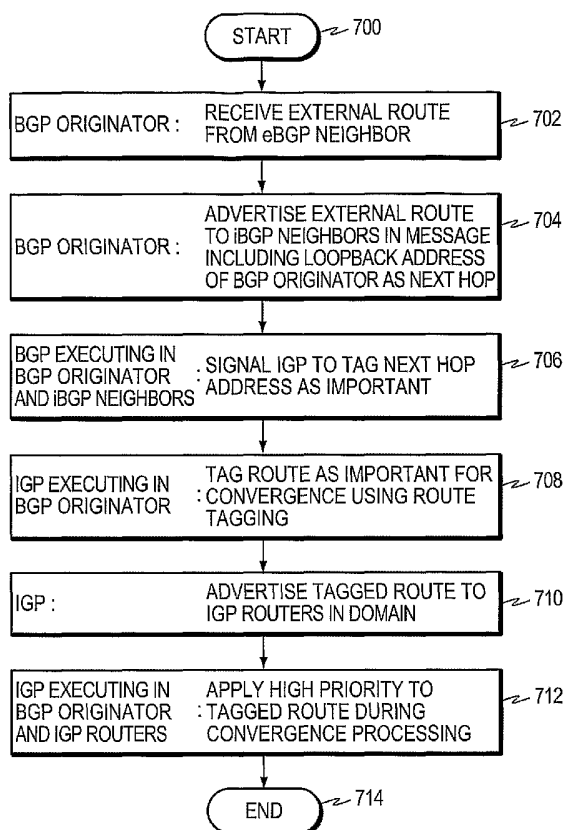 START 700
BGP ORIGINATOR : RECEIVE EXTERNAL ROUTE
FROM eBGP NEIGHBOR
702
BGP ORIGINATOR : ADVERTISE EXTERNAL ROUTE
TO iBGP NEIGHBORS IN MESSAGE
INCLUDING LOOPBACK ADDRESS
OF BGP ORIGINATOR AS NEXT HOP
704
BGP EXECUTING IN
BGP ORIGINATOR
AND iBGP NEIGHBORS
: SIGNAL IGP TO TAG NEXT HOP
ADDRESS AS IMPORTANT
706
IGP EXECUTING IN
BGP ORIGINATOR
: TAG ROUTE AS IMPORTANT FOR
CONVERGENCE USING ROUTE
TAGGING
708
IGP : ADVERTISE TAGGED ROUTE TO
IGP ROUTERS IN DOMAIN
710
IGP EXECUTING IN
BGP ORIGINATOR
AND IGP ROUTERS
: APPLY HIGH PRIORITY TO
TAGGED ROUTE DURING
CONVERGENCE PROCESSING
712
END 714